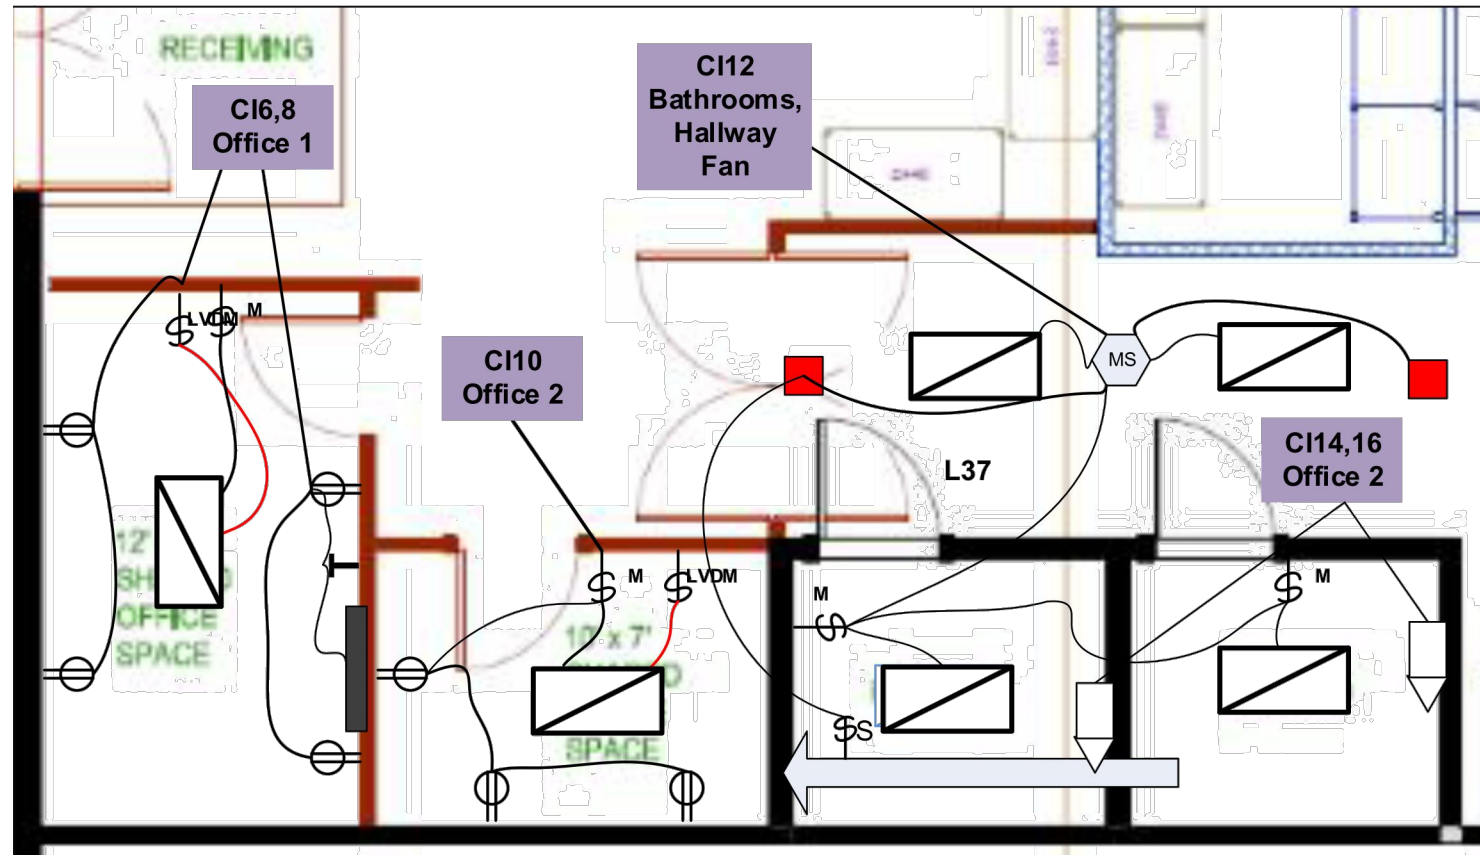 RECEIVING
CI6,8
Office 1
CI12
Bathrooms,
Hallway
Fan
LVDM
M
CI10
Office 2
MS
CI14,16
Office 2
L37
12'
OFFICE
SPACE
M
LVDM
10' x 7'
SPACE
M
S
M